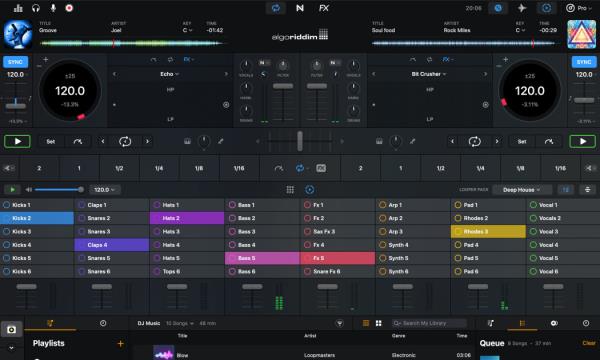 20:06
Pro
FX
TITLE ARTIST KEY TIME
Groove Joel C -01:42
algoriddim
TITLE ARTIST KEY TIME
Soul food Rock Miles C -00:29
SYNC
120.0
±25
120.0
-13.3%
-13.3%
FX
Echo
HP
LP
VOCALS
HARM.
DRUMS
FILTER
FILTER
VOCALS
HARM.
DRUMS
FX
Bit Crusher
HP
LP
±25
120.0
-3.11%
SYNC
120.0
-3.11%
Set
Set
2 1 1/2 1/4 1/8 1/16 FX 2 1 1/2 1/4 1/8 1/16
120.0
LOOPER PACK Deep House
Kicks 1 Claps 1 Hats 1 Bass 1 Fx 1 Arp 1 Pad 1 Vocal 1
Kicks 2 Snares 2 Hats 2 Bass 2 Fx 2 Arp 2 Rhodes 2 Vocals 2
Kicks 3 Snares 3 Hats 3 Bass 3 Sax Fx 3 Arp 3 Rhodes 3 Vocal 3
Kicks 4 Claps 4 Hats 4 Bass 4 Fx 4 Synth 4 Pad 4 Vocal 4
Kicks 5 Snares 5 Hats 5 Bass 5 Fx 5 Arp 5 Pad 5 Vocal 5
Kicks 6 Snares 6 Tops 6 Bass 6 Snare Fx 6 Synth 6 Pad 6 Vocal 6
Playlists
DJ Music 10 Songs 48 min
Search My Library
Title Artist Genre Time
Blow Loopmasters Electronic 03:06
Queue 9 Songs • 37 min Clear